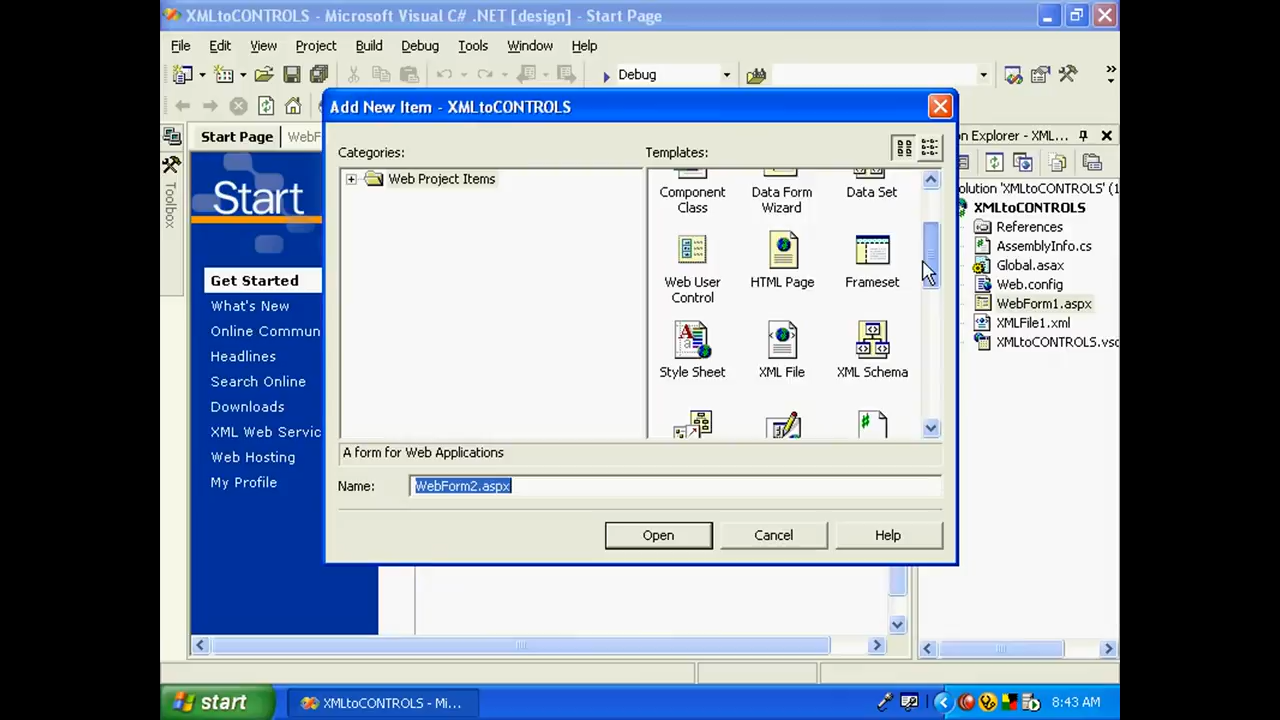 XMLtoCONTROLS - Microsoft Visual C# .NET [design] - Start Page
File Edit View Project Build Debug Tools Window Help
Debug
Start Page WebF
on Explorer - XML...
Add New Item - XMLtoCONTROLS
Categories:
Templates:
Web Project Items
Component Class
Data Form Wizard
Data Set
Web User Control
HTML Page
Frameset
Style Sheet
XML File
XML Schema
A form for Web Applications
Name: WebForm2.aspx
Open Cancel Help
Toolbox
Start
Get Started
What's New
Online Commun
Headlines
Search Online
Downloads
XML Web Servic
Web Hosting
My Profile
olution 'XMLtoCONTROLS' (1
XMLtoCONTROLS
References
AssemblyInfo.cs
Global.asax
Web.config
WebForm1.aspx
XMLFile1.xml
XMLtoCONTROLS.vsc
start
XMLtoCONTROLS - Mi...
8:43 AM